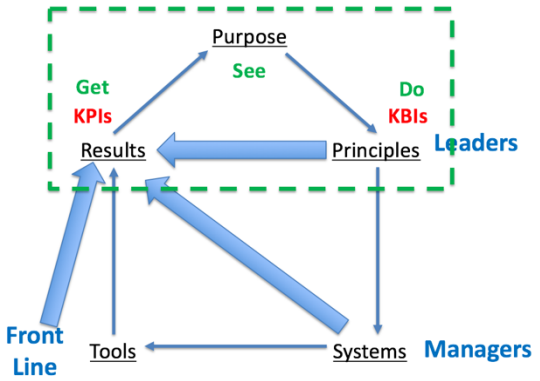 Purpose
See
Get
KPIs
Do
KBIs
Results
Principles
Leaders
Front
Line
Tools
Systems
Managers